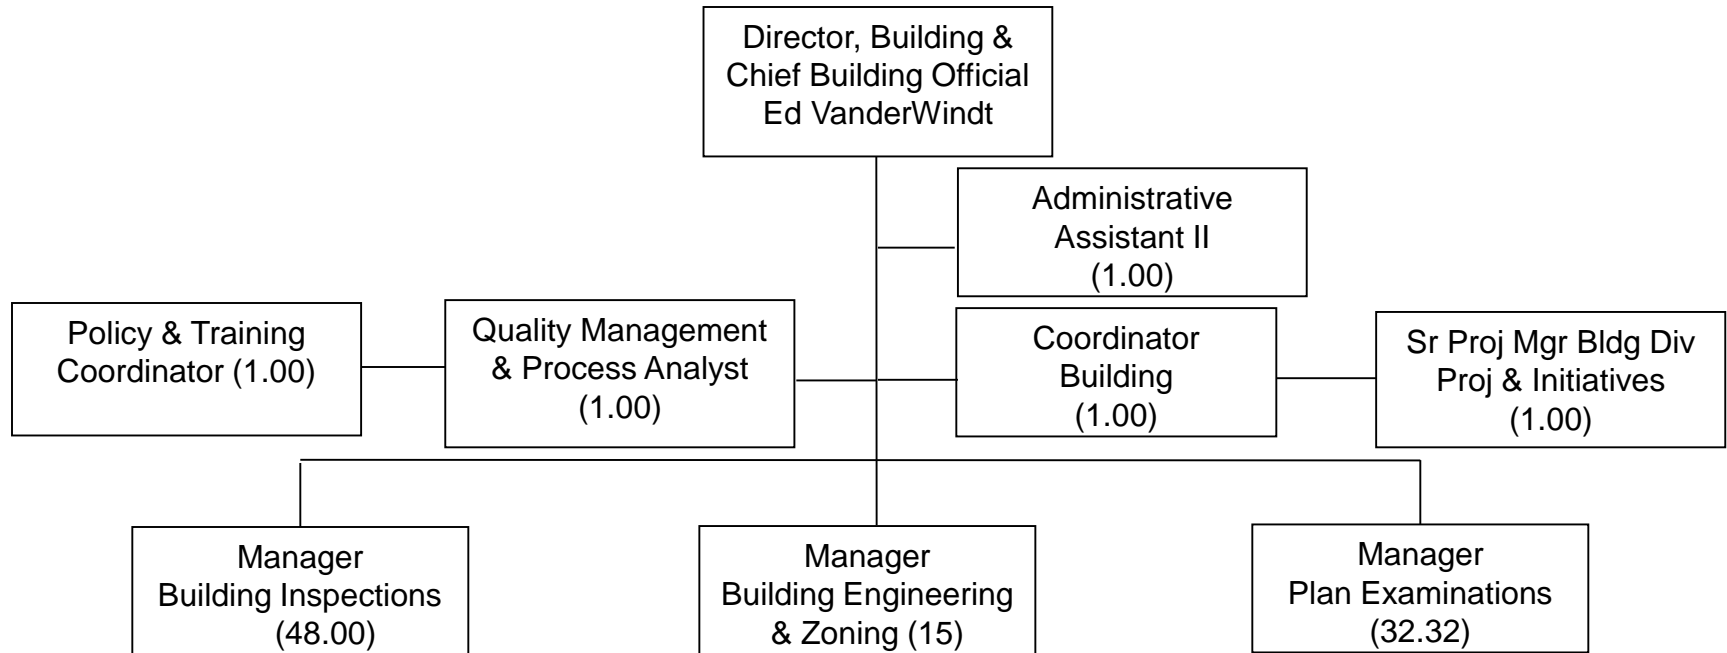 Director, Building &
Chief Building Official
Ed VanderWindt
Administrative
Assistant II
(1.00)
Policy & Training
Coordinator (1.00)
Quality Management
& Process Analyst
(1.00)
Coordinator
Building
(1.00)
Sr Proj Mgr Bldg Div
Proj & Initiatives
(1.00)
Manager
Building Inspections
(48.00)
Manager
Building Engineering
& Zoning (15)
Manager
Plan Examinations
(32.32)